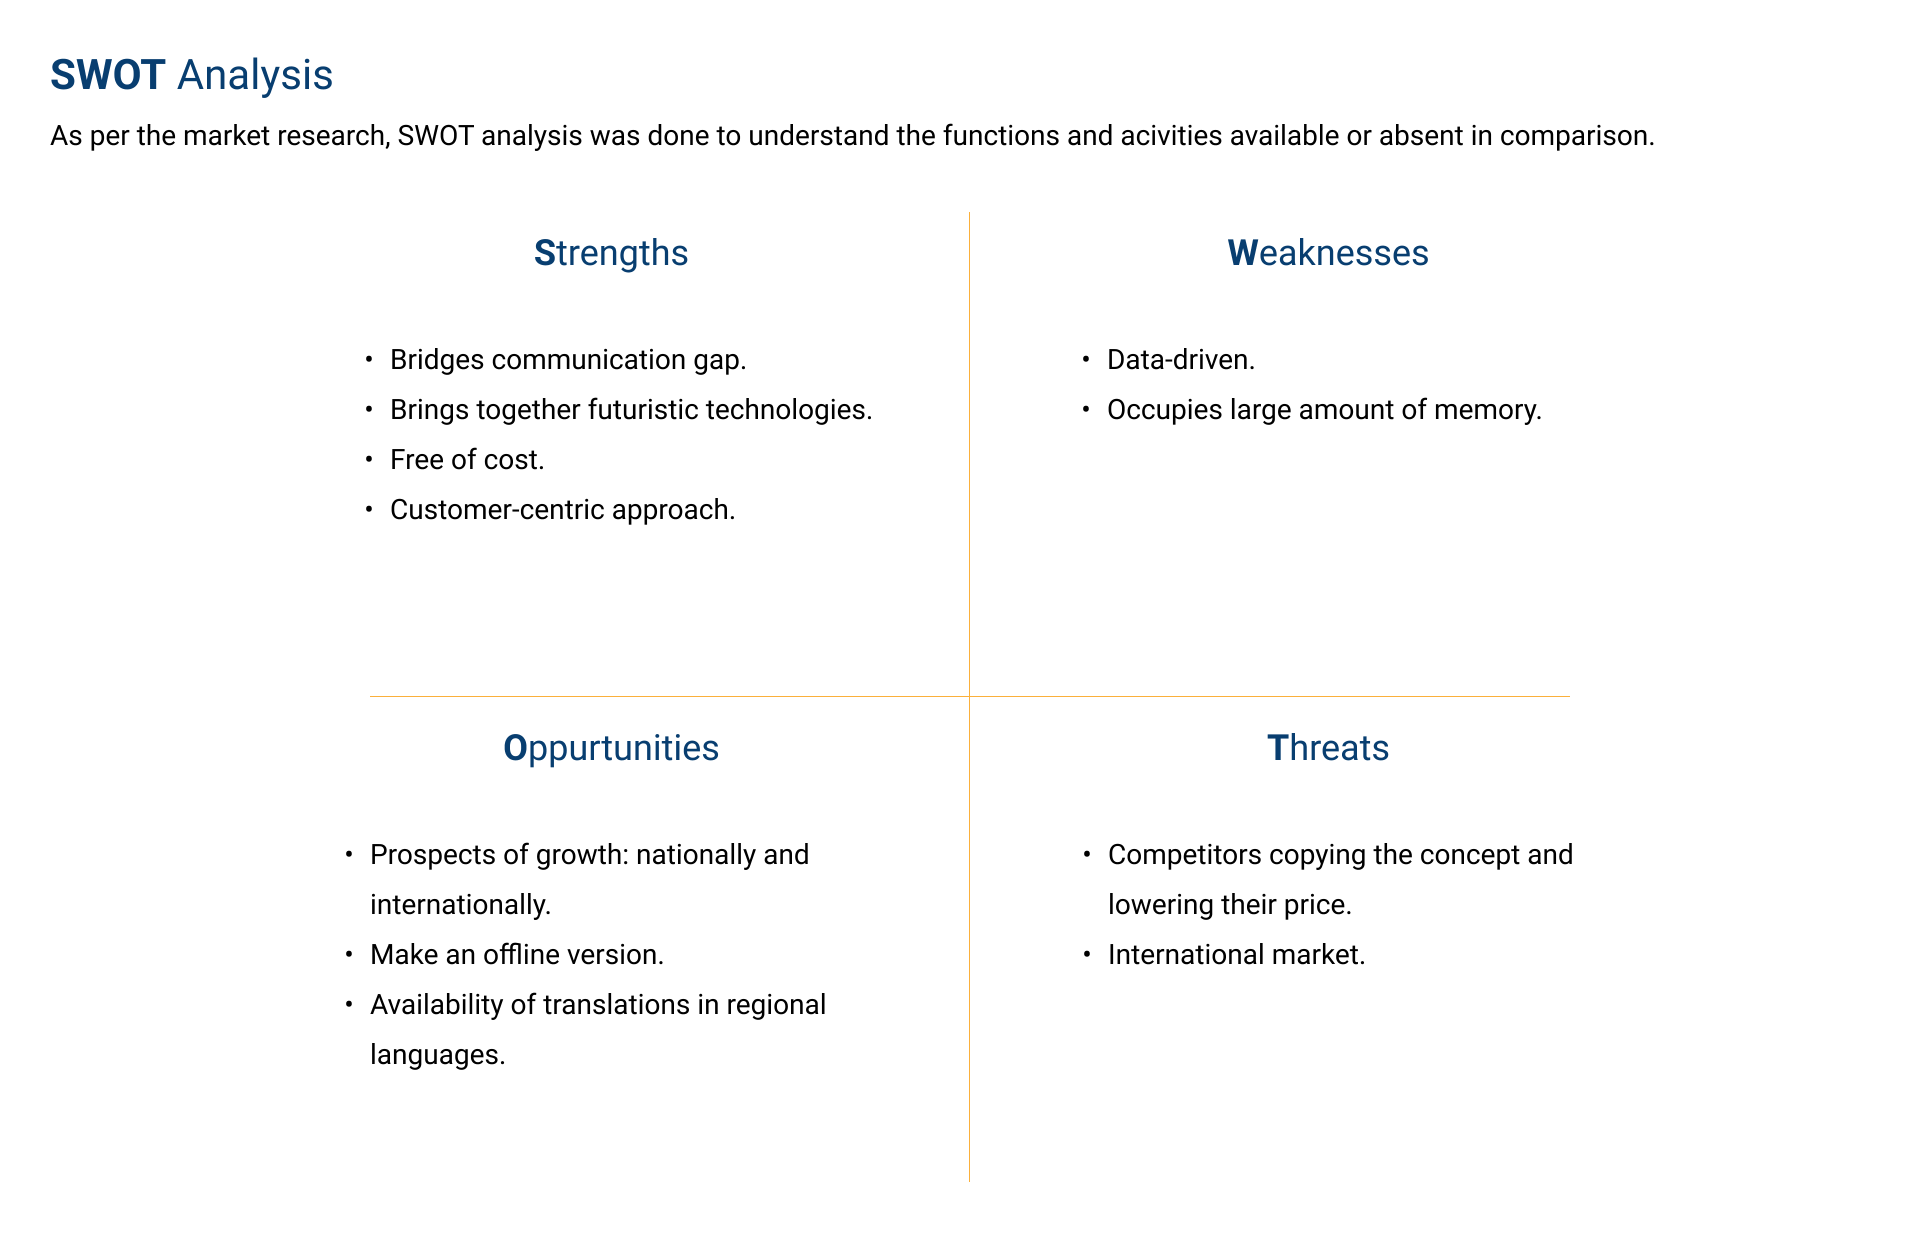 SWOT Analysis
As per the market research, SWOT analysis was done to understand the functions and acivities available or absent in comparison.
Strengths
• Bridges communication gap.
• Brings together futuristic technologies.
• Free of cost.
• Customer-centric approach.
Weaknesses
• Data-driven.
• Occupies large amount of memory.
Oppurtunities
• Prospects of growth: nationally and
internationally.
• Make an offline version.
• Availability of translations in regional
languages.
Threats
• Competitors copying the concept and
lowering their price.
• International market.